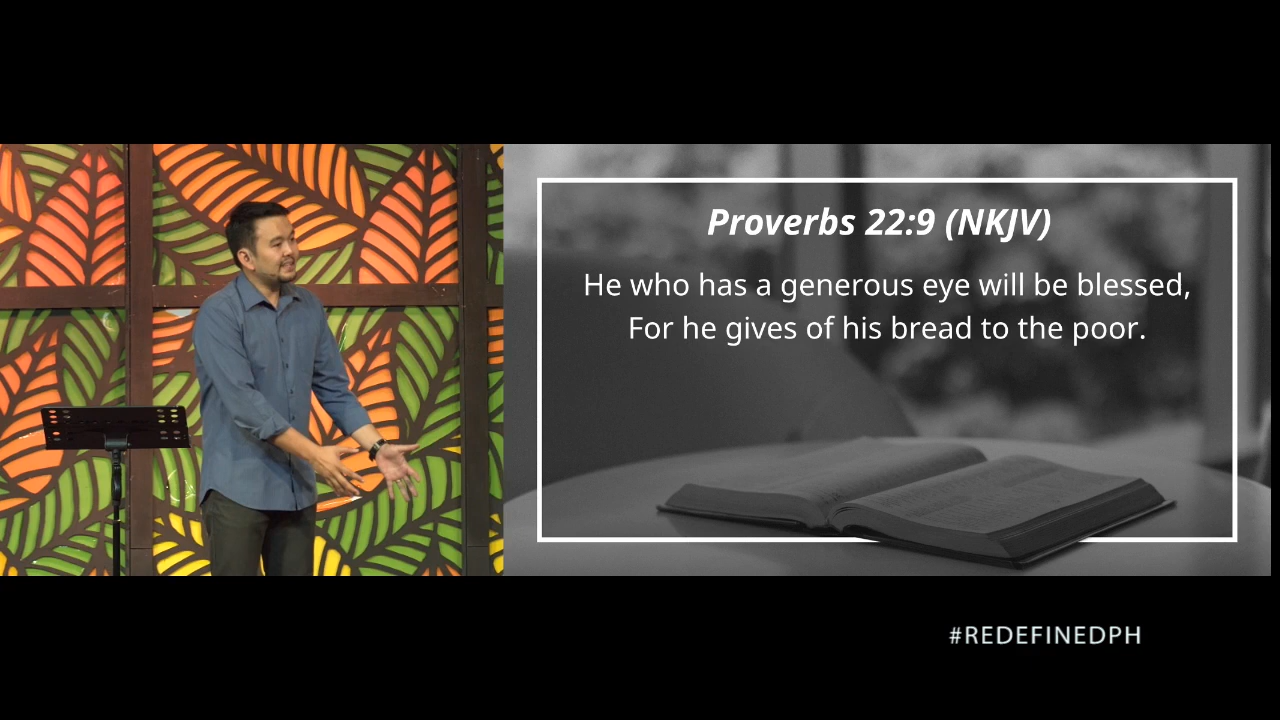 Proverbs 22:9 (NKJV)
He who has a generous eye will be blessed,
For he gives of his bread to the poor.
#REDEFINEDPH